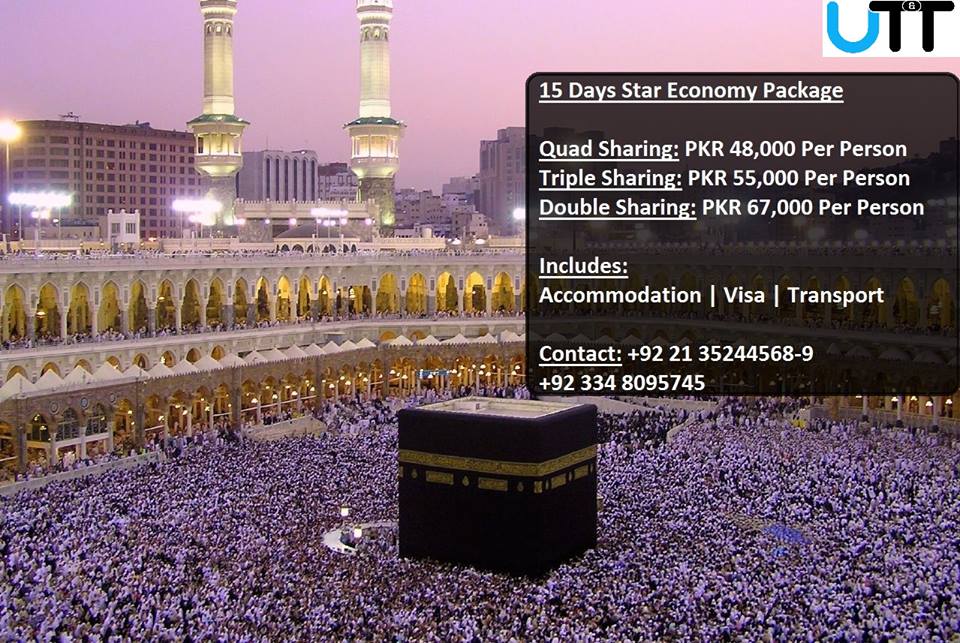 UT&T
15 Days Star Economy Package
Quad Sharing: PKR 48,000 Per Person
Triple Sharing: PKR 55,000 Per Person
Double Sharing: PKR 67,000 Per Person
Includes:
Accommodation | Visa | Transport
Contact: +92 21 35244568-9
+92 334 8095745